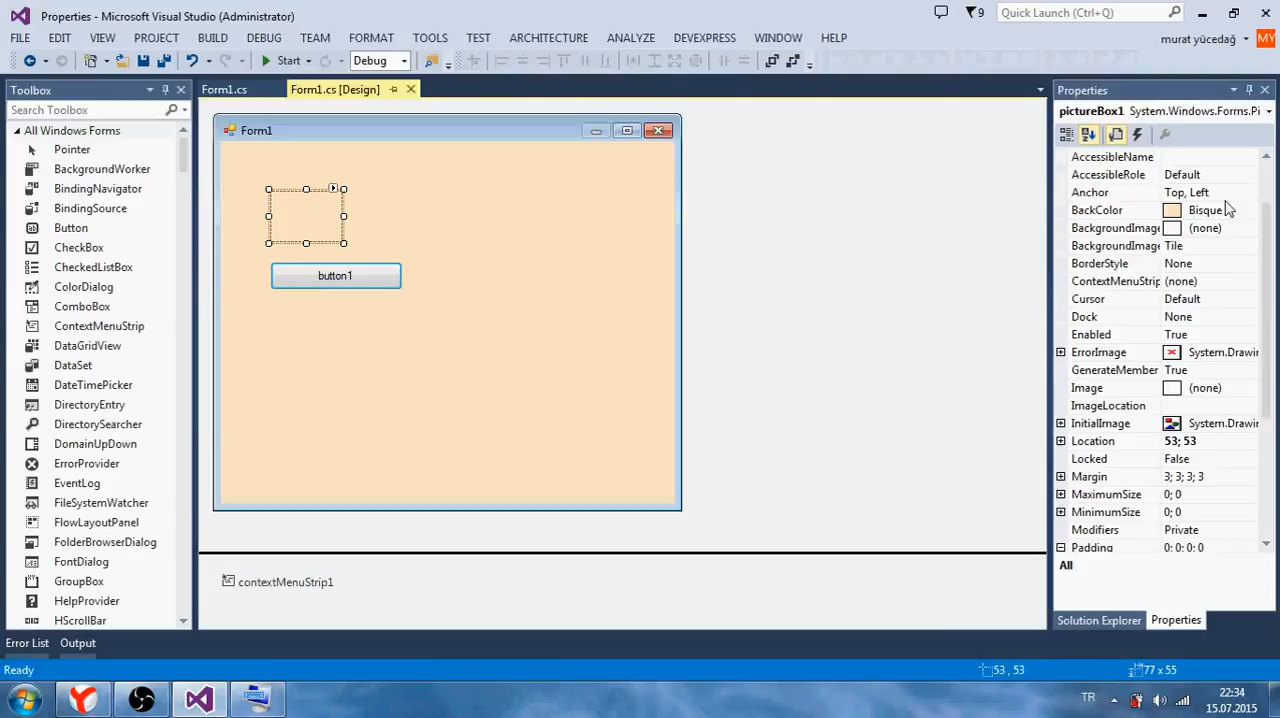 Properties - Microsoft Visual Studio (Administrator)
9
Quick Launch (Ctrl+Q)
FILE EDIT VIEW PROJECT BUILD DEBUG TEAM FORMAT TOOLS TEST ARCHITECTURE ANALYZE DEVEXPRESS WINDOW HELP
murat yücedağ MY
Start Debug
Toolbox
Search Toolbox
All Windows Forms
Pointer
BackgroundWorker
BindingNavigator
BindingSource
Button
CheckBox
CheckedListBox
ColorDialog
ComboBox
ContextMenuStrip
DataGridView
DataSet
DateTimePicker
DirectoryEntry
DirectorySearcher
DomainUpDown
ErrorProvider
EventLog
FileSystemWatcher
FlowLayoutPanel
FolderBrowserDialog
FontDialog
GroupBox
HelpProvider
HScrollBar
Form1.cs Form1.cs [Design]
Form1
button1
contextMenuStrip1
Properties
pictureBox1 System.Windows.Forms.Pi
AccessibleName
AccessibleRole Default
Anchor Top, Left
BackColor Bisque
BackgroundImag (none)
BackgroundImag Tile
BorderStyle None
ContextMenuStrip (none)
Cursor Default
Dock None
Enabled True
ErrorImage System.Drawin
GenerateMember True
Image (none)
ImageLocation
InitialImage System.Drawin
Location 53; 53
Locked False
Margin 3; 3; 3; 3
MaximumSize 0; 0
MinimumSize 0; 0
Modifiers Private
Padding 0; 0; 0; 0
All
Solution Explorer Properties
Error List Output
Ready
53 , 53
77 x 55
TR
22:34
15.07.2015